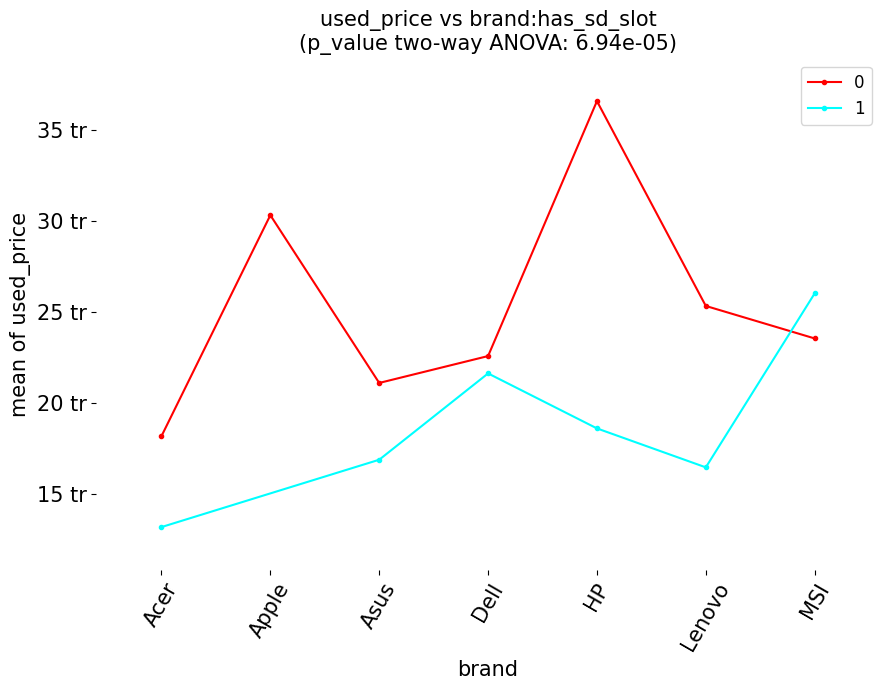 used_price vs brand:has_sd_slot
(p_value two-way ANOVA: 6.94e-05)
0
1
35 tr
30 tr
25 tr
20 tr
15 tr
mean of used_price
Acer
Apple
Asus
Dell
HP
Lenovo
MSI
brand